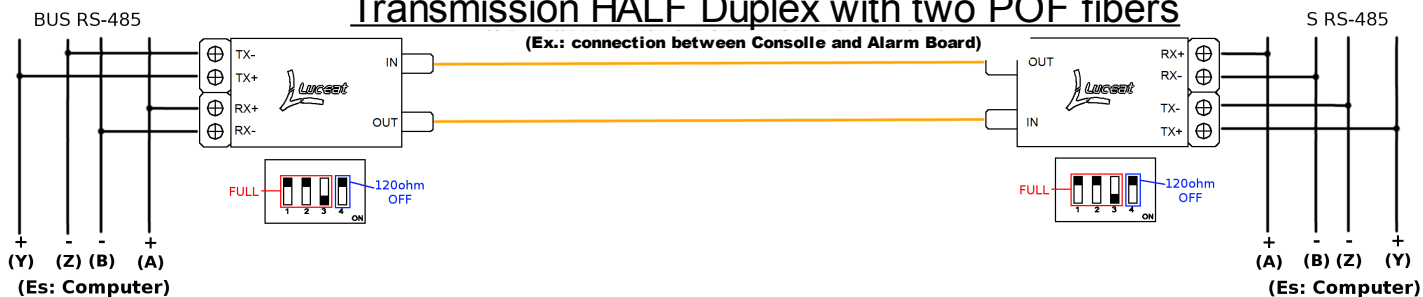 Transmission HALF Duplex with two POF fibers
(Ex.: connection between Consolle and Alarm Board)
BUS RS-485
S RS-485
TX-
TX+
RX+
RX-
IN
OUT
Luceat
OUT
IN
Luceat
RX+
RX-
TX-
TX+
FULL
120ohm
OFF
1 2 3 4
ON
FULL
120ohm
OFF
1 2 3 4
ON
+ - - +
(Y) (Z) (B) (A)
(Es: Computer)
+ - - +
(A) (B) (Z) (Y)
(Es: Computer)